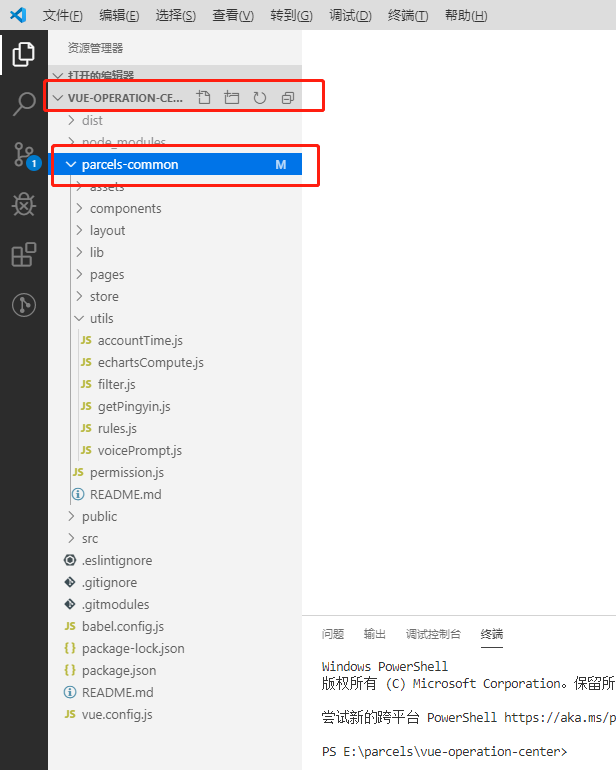 文件(F) 编辑(E) 选择(S) 查看(V) 转到(G) 调试(D) 终端(T) 帮助(H)
资源管理器
打开的编辑器
VUE-OPERATION-CE...
dist
node_modules
parcels-common M
assets
components
layout
lib
pages
store
utils
JS accountTime.js
JS echartsCompute.js
JS filter.js
JS getPingyin.js
JS rules.js
JS voicePrompt.js
JS permission.js
README.md
public
src
.eslintignore
.gitignore
.gitmodules
JS babel.config.js
{ } package-lock.json
{ } package.json
README.md
JS vue.config.js
1
问题 输出 调试控制台 终端
Windows PowerShell
版权所有 (C) Microsoft Corporation。保留所
尝试新的跨平台 PowerShell https://aka.ms/p
PS E:\parcels\vue-operation-center>